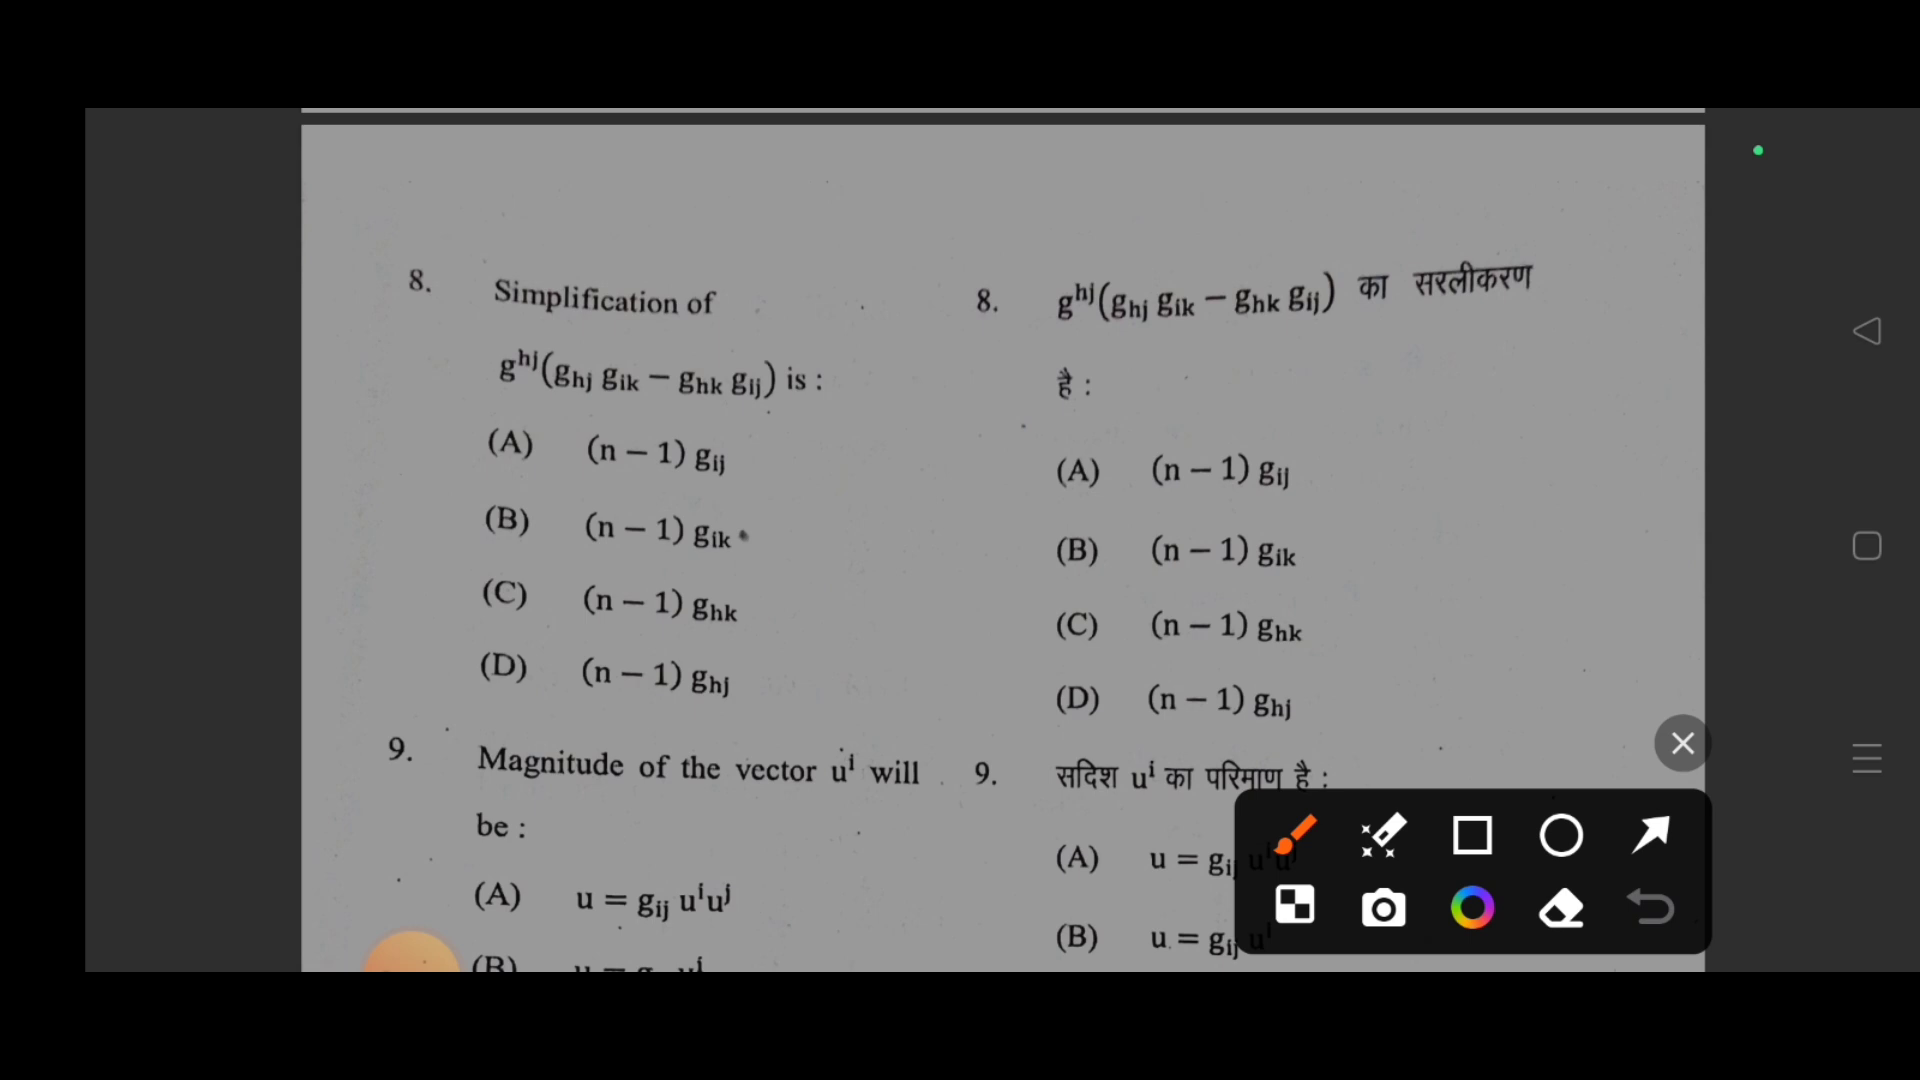 8. Simplification of
g^hj(g_hj g_ik − g_hk g_ij) is :
(A) (n − 1) g_ij
(B) (n − 1) g_ik
(C) (n − 1) g_hk
(D) (n − 1) g_hj
9. Magnitude of the vector u^i will
be :
(A) u = g_ij u^i u^j
(B)
8. g^hj(g_hj g_ik − g_hk g_ij) का सरलीकरण
है :
(A) (n − 1) g_ij
(B) (n − 1) g_ik
(C) (n − 1) g_hk
(D) (n − 1) g_hj
9. सदिश u^i का परिमाण है :
(A) u = g_ij u^i u^j
(B) u = g_ij